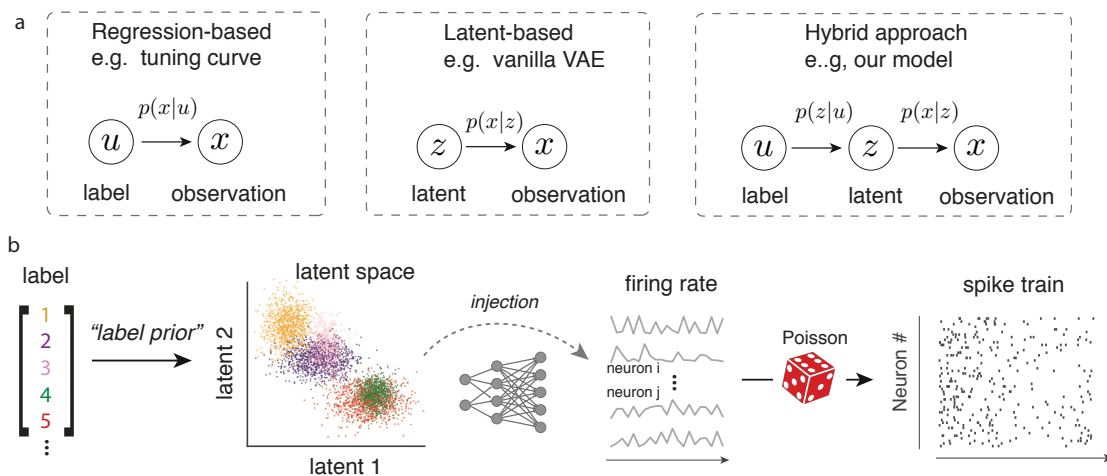 a
Regression-based
e.g. tuning curve
p(x|u)
u
x
label
observation
Latent-based
e.g. vanilla VAE
p(x|z)
z
x
latent
observation
Hybrid approach
e..g, our model
p(z|u)
p(x|z)
u
z
x
label
latent
observation
b
label
1
2
3
4
5
“label prior”
latent space
latent 2
latent 1
injection
firing rate
neuron i
neuron j
Poisson
spike train
Neuron #